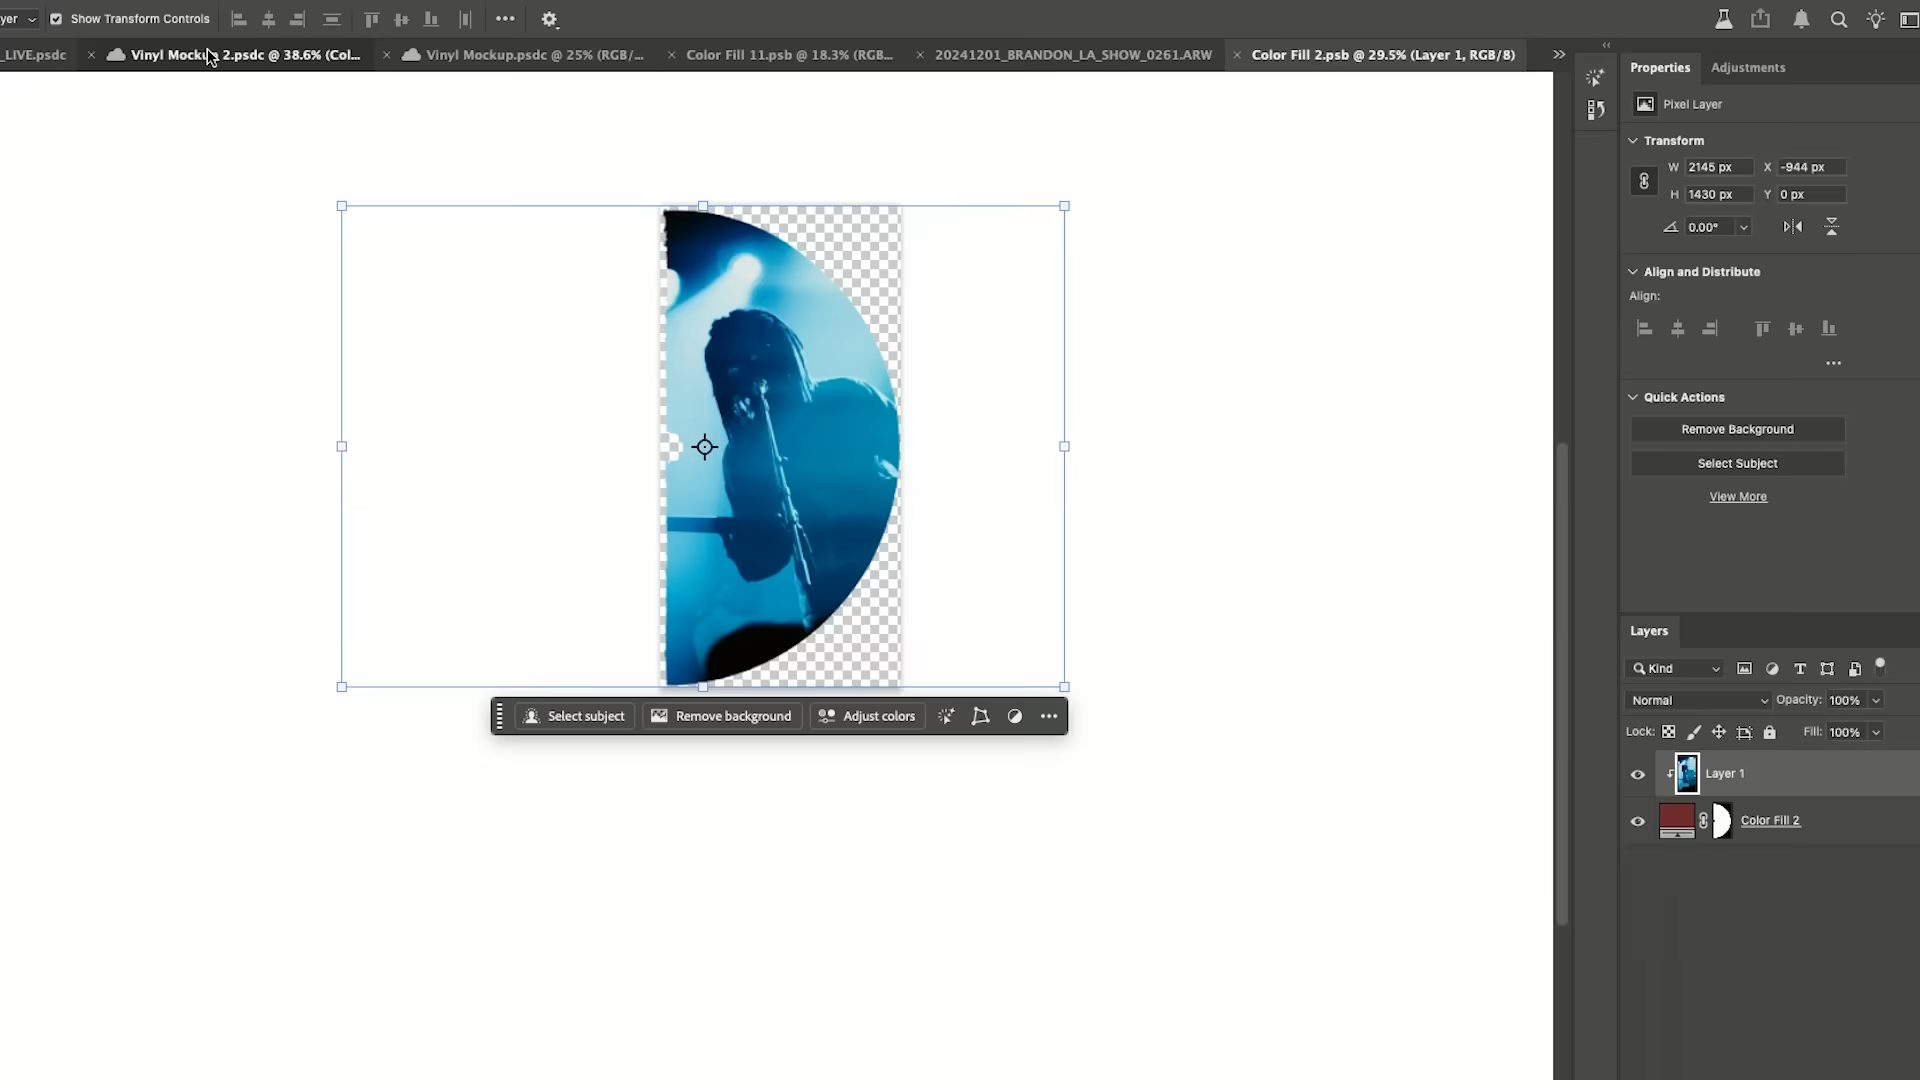 yer
Show Transform Controls
_LIVE.psdc
Vinyl Mockup 2.psdc @ 38.6% (Col...
Vinyl Mockup.psdc @ 25% (RGB/...
Color Fill 11.psb @ 18.3% (RGB...
20241201_BRANDON_LA_SHOW_0261.ARW
Color Fill 2.psb @ 29.5% (Layer 1, RGB/8)
Properties
Adjustments
Pixel Layer
Transform
W 2145 px X -944 px
H 1430 px Y 0 px
0.00°
Align and Distribute
Align:
Quick Actions
Remove Background
Select Subject
View More
Select subject
Remove background
Adjust colors
Layers
Kind
Normal
Opacity: 100%
Lock:
Fill: 100%
Layer 1
Color Fill 2